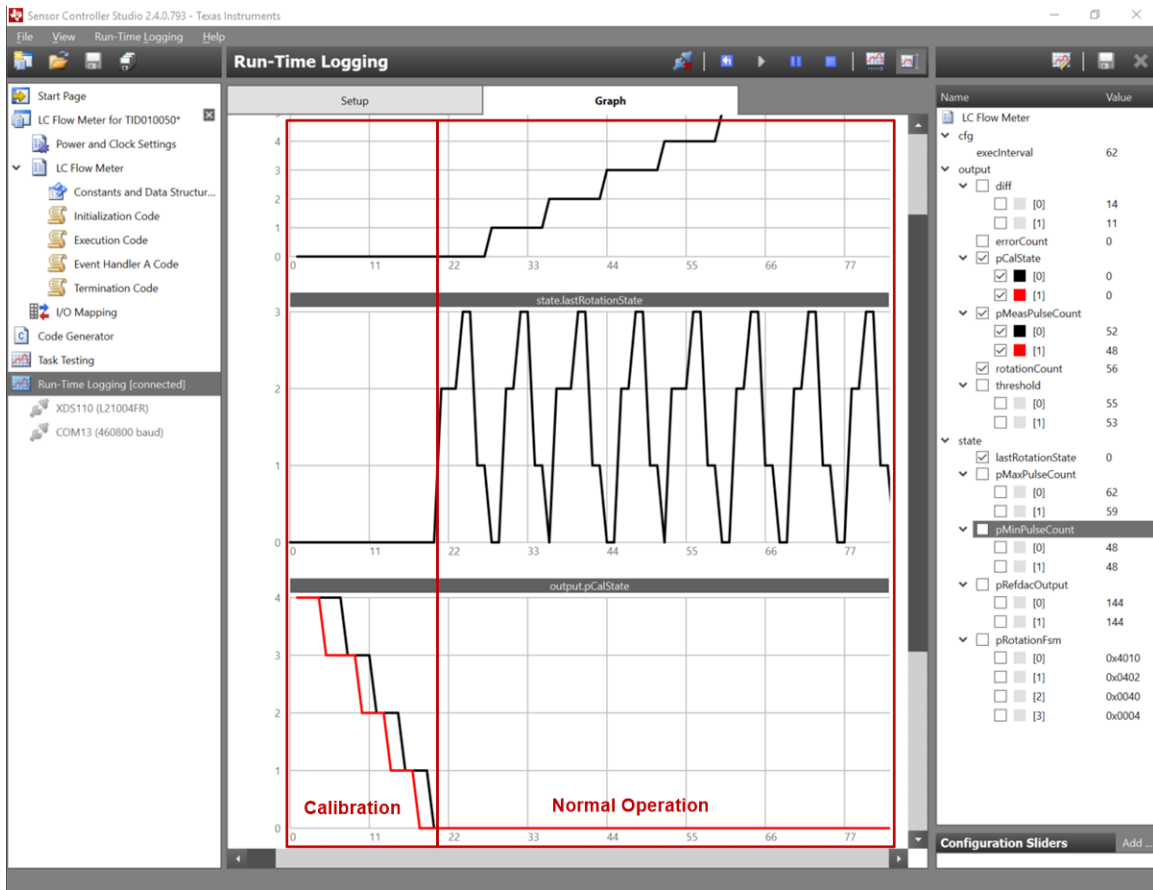 Sensor Controller Studio 2.4.0.793 - Texas Instruments
File View Run-Time Logging Help
Run-Time Logging
Start Page
LC Flow Meter for TID010050*
Power and Clock Settings
LC Flow Meter
Constants and Data Structur...
Initialization Code
Execution Code
Event Handler A Code
Termination Code
I/O Mapping
Code Generator
Task Testing
Run-Time Logging [connected]
XDS110 (L21004FR)
COM13 (460800 baud)
Setup Graph
4
3
2
1
0
0 11 22 33 44 55 66 77
state.lastRotationState
3
2
1
0
0 11 22 33 44 55 66 77
output.pCalState
4
3
2
1
0
Calibration Normal Operation
0 11 22 33 44 55 66 77
Name Value
LC Flow Meter
cfg
execInterval 62
output
diff
[0] 14
[1] 11
errorCount 0
pCalState
[0] 0
[1] 0
pMeasPulseCount
[0] 52
[1] 48
rotationCount 56
threshold
[0] 55
[1] 53
state
lastRotationState 0
pMaxPulseCount
[0] 62
[1] 59
pMinPulseCount
[0] 48
[1] 48
pRefdacOutput
[0] 144
[1] 144
pRotationFsm
[0] 0x4010
[1] 0x0402
[2] 0x0040
[3] 0x0004
Configuration Sliders Add ...